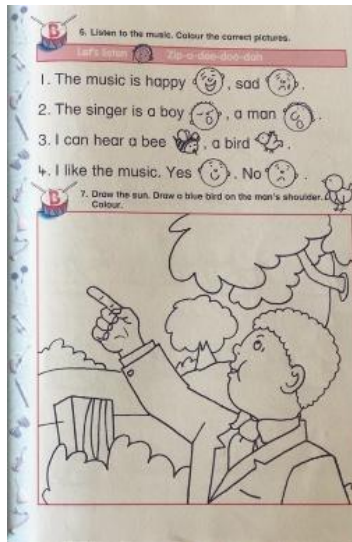 B 6. Listen to the music. Colour the correct pictures.
Let's listen Zip-a-dee-doo-dah
1. The music is happy , sad .
2. The singer is a boy , a man .
3. I can hear a bee , a bird .
4. I like the music. Yes . No .
B 7. Draw the sun. Draw a blue bird on the man's shoulder.
Colour.